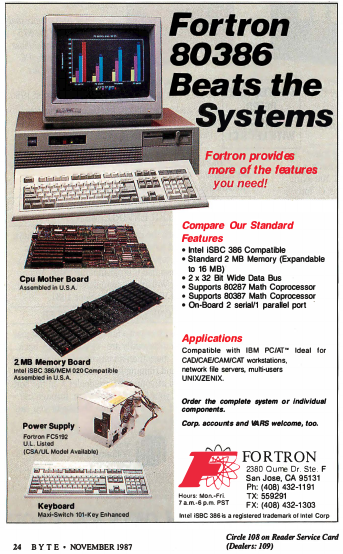 Fortron
80386
Beats the
Systems
Fortron provides
more of the features
you need!
Compare Our Standard
Features
• Intel iSBC 386 Compatible
• Standard 2 MB Memory (Expandable
to 16 MB)
• 2 x 32 Bit Wide Data Bus
• Supports 80287 Math Coprocessor
• Supports 80387 Math Coprocessor
• On-Board 2 serial/1 parallel port
Cpu Mother Board
Assembled in U.S.A.
2 MB Memory Board
Intel iSBC 386/MEM 020 Compatible
Assembled in U.S.A.
Power Supply
Fortron FC5192
U.L. Listed
(CSA/UL Model Available)
Keyboard
Maxi-Switch 101-Key Enhanced
Applications
Compatible with IBM PC/AT™ Ideal for
CAD/CAE/CAM/CAT workstations,
network file servers, multi-users
UNIX/ZENIX.
Order the complete system or individual
components.
Corp. accounts and VARS welcome, too.
FORTRON
2380 Qume Dr. Ste. F
San Jose, CA 95131
Ph: (408) 432-1191
TX: 559291
FX: (408) 432-1303
Hours: Mon.-Fri.
7 a.m.-6 p.m. PST
Intel iSBC 386 is a registered trademark of Intel Corp
24 BYTE • NOVEMBER 1987
Circle 108 on Reader Service Card
(Dealers: 109)